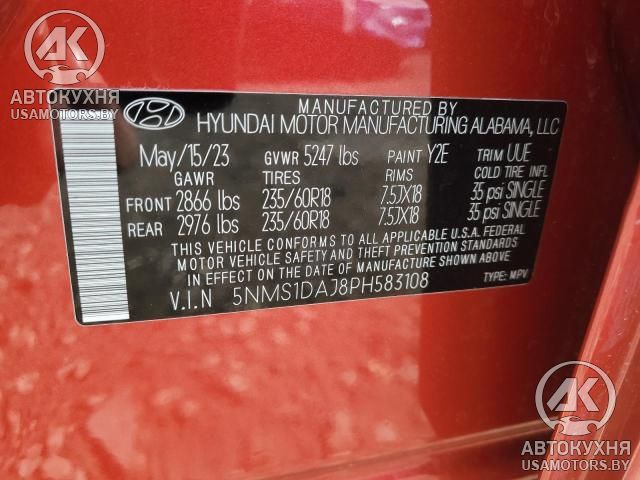 АК
АВТОКУХНЯ
USAMOTORS.BY
MANUFACTURED BY
HYUNDAI MOTOR MANUFACTURING ALABAMA, LLC
May/15/23 GVWR 5247 lbs PAINT Y2E TRIM UUE
GAWR TIRES RIMS COLD TIRE INFL
FRONT 2866 lbs 235/60R18 7.5JX18 35 psi SINGLE
REAR 2976 lbs 235/60R18 7.5JX18 35 psi SINGLE
THIS VEHICLE CONFORMS TO ALL APPLICABLE U.S.A. FEDERAL
MOTOR VEHICLE SAFETY AND THEFT PREVENTION STANDARDS
IN EFFECT ON THE DATE OF MANUFACTURE SHOWN ABOVE
V.I.N 5NMS1DAJ8PH583108 TYPE: MPV
АК
АВТОКУХНЯ
USAMOTORS.BY